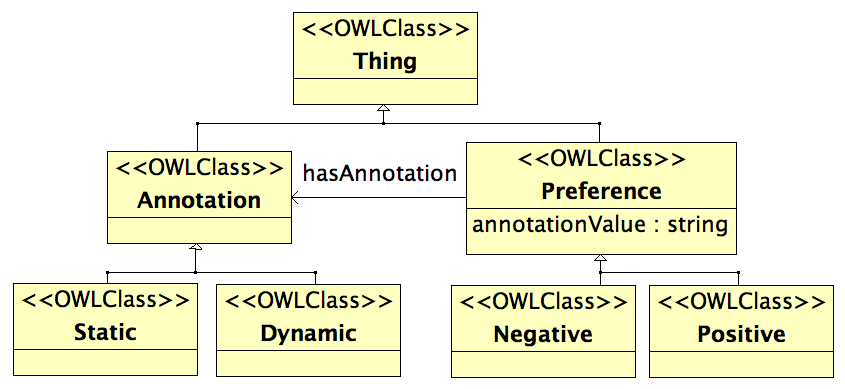 <<OWLClass>>
Thing
<<OWLClass>>
Annotation
hasAnnotation
<<OWLClass>>
Preference
annotationValue : string
<<OWLClass>>
Static
<<OWLClass>>
Dynamic
<<OWLClass>>
Negative
<<OWLClass>>
Positive